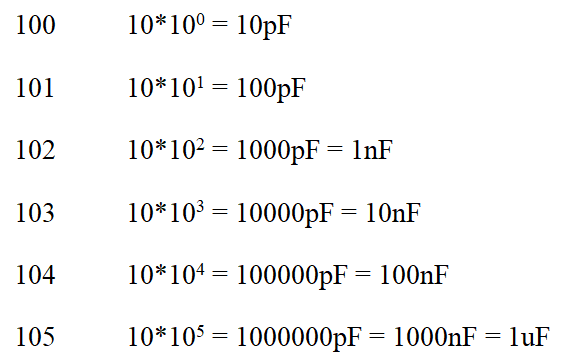 100 10*10⁰ = 10pF
101 10*10¹ = 100pF
102 10*10² = 1000pF = 1nF
103 10*10³ = 10000pF = 10nF
104 10*10⁴ = 100000pF = 100nF
105 10*10⁵ = 1000000pF = 1000nF = 1uF